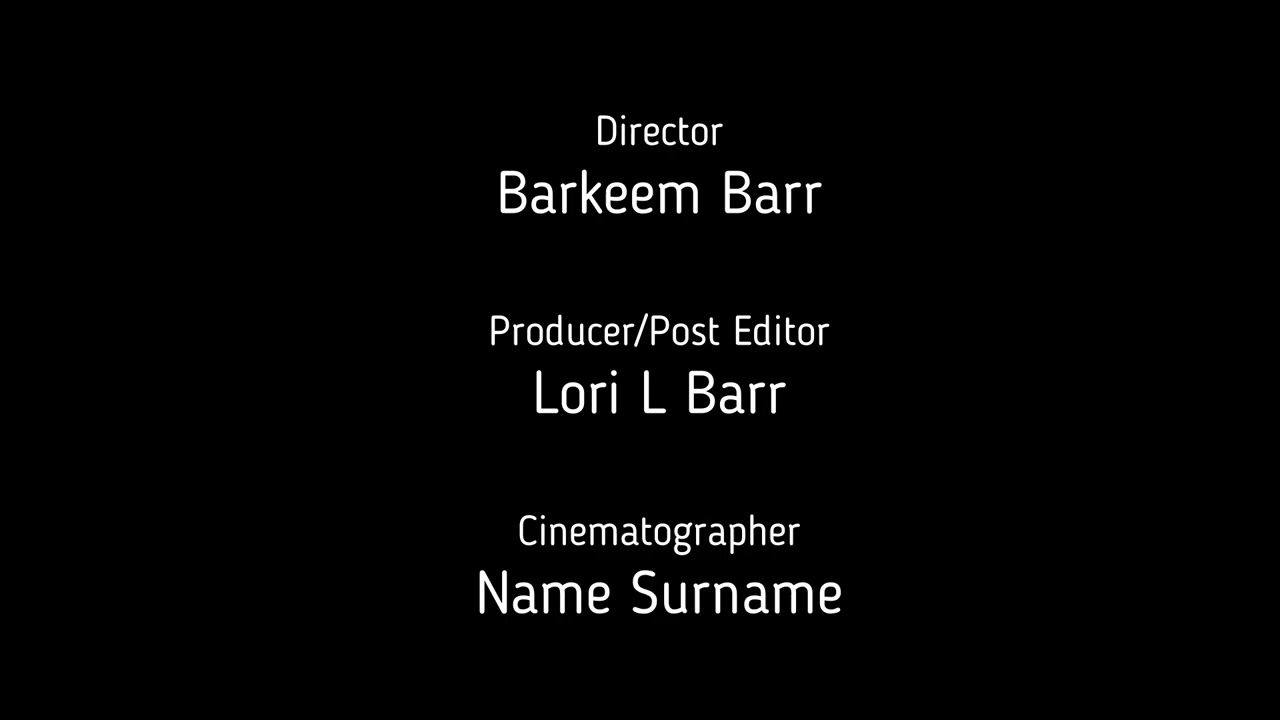 Director
Barkeem Barr
Producer/Post Editor
Lori L Barr
Cinematographer
Name Surname